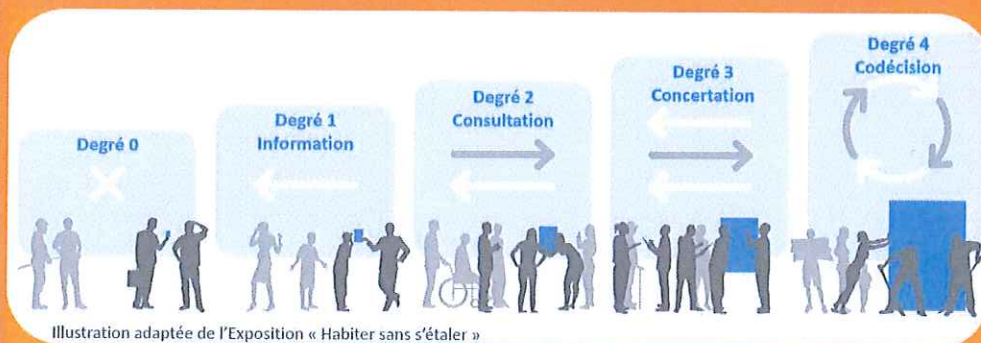 Degré 0
Degré 1
Information
Degré 2
Consultation
Degré 3
Concertation
Degré 4
Codécision
Illustration adaptée de l'Exposition « Habiter sans s'étaler »